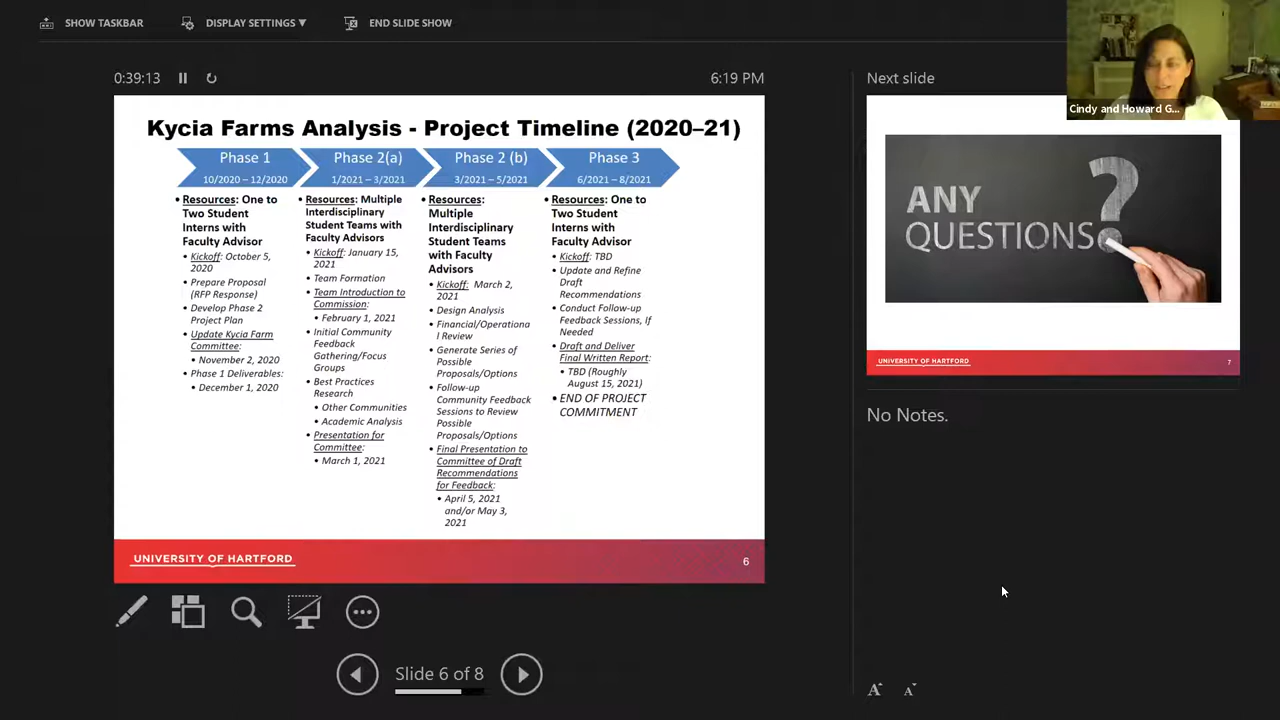 SHOW TASKBAR
DISPLAY SETTINGS ▼
END SLIDE SHOW
0:39:13
6:19 PM
Kycia Farms Analysis - Project Timeline (2020–21)
Phase 1
10/2020 – 12/2020
• Resources: One to
Two Student
Interns with
Faculty Advisor
• Kickoff: October 5,
2020
• Prepare Proposal
(RFP Response)
• Develop Phase 2
Project Plan
• Update Kycia Farm
Committee:
• November 2, 2020
• Phase 1 Deliverables:
• December 1, 2020
Phase 2(a)
1/2021 – 3/2021
• Resources: Multiple
Interdisciplinary
Student Teams with
Faculty Advisors
• Kickoff: January 15,
2021
• Team Formation
• Team Introduction to
Commission:
• February 1, 2021
• Initial Community
Feedback
Gathering/Focus
Groups
• Best Practices
Research
• Other Communities
• Academic Analysis
• Presentation for
Committee:
• March 1, 2021
Phase 2 (b)
3/2021 – 5/2021
• Resources:
Multiple
Interdisciplinary
Student Teams
with Faculty
Advisors
• Kickoff: March 2,
2021
• Design Analysis
• Financial/Operationa
l Review
• Generate Series of
Possible
Proposals/Options
• Follow-up
Community Feedback
Sessions to Review
Possible
Proposals/Options
• Final Presentation to
Committee of Draft
Recommendations
for Feedback:
• April 5, 2021
and/or May 3,
2021
Phase 3
6/2021 – 8/2021
• Resources: One to
Two Student
Interns with
Faculty Advisor
• Kickoff: TBD
• Update and Refine
Draft
Recommendations
• Conduct Follow-up
Feedback Sessions, If
Needed
• Draft and Deliver
Final Written Report:
• TBD (Roughly
August 15, 2021)
• END OF PROJECT
COMMITMENT
UNIVERSITY OF HARTFORD
6
Slide 6 of 8
Next slide
Cindy and Howard G...
ANY
QUESTIONS?
UNIVERSITY OF HARTFORD
7
No Notes.
A
A